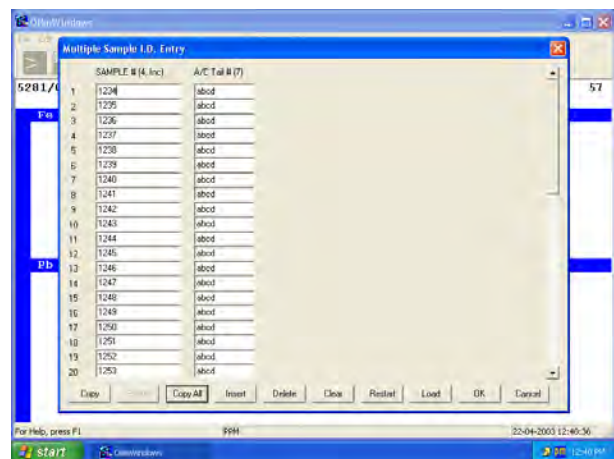 OilWindows
Multiple Sample I.D. Entry
SAMPLE # (4, Inc) A/C Tail # (7)
5281/ 57
1 1234 abcd
2 1235 abcd
Fe
3 1236 abcd
4 1237 abcd
5 1238 abcd
6 1239 abcd
7 1240 abcd
8 1241 abcd
9 1242 abcd
10 1243 abcd
11 1244 abcd
12 1245 abcd
Pb
13 1246 abcd
14 1247 abcd
15 1248 abcd
16 1249 abcd
17 1250 abcd
18 1251 abcd
19 1252 abcd
20 1253 abcd
Copy Copy All Insert Delete Clear Restart Load OK Cancel
For Help, press F1 PPM 22-04-2003 12:40:36
start OilWindows 12:40 PM